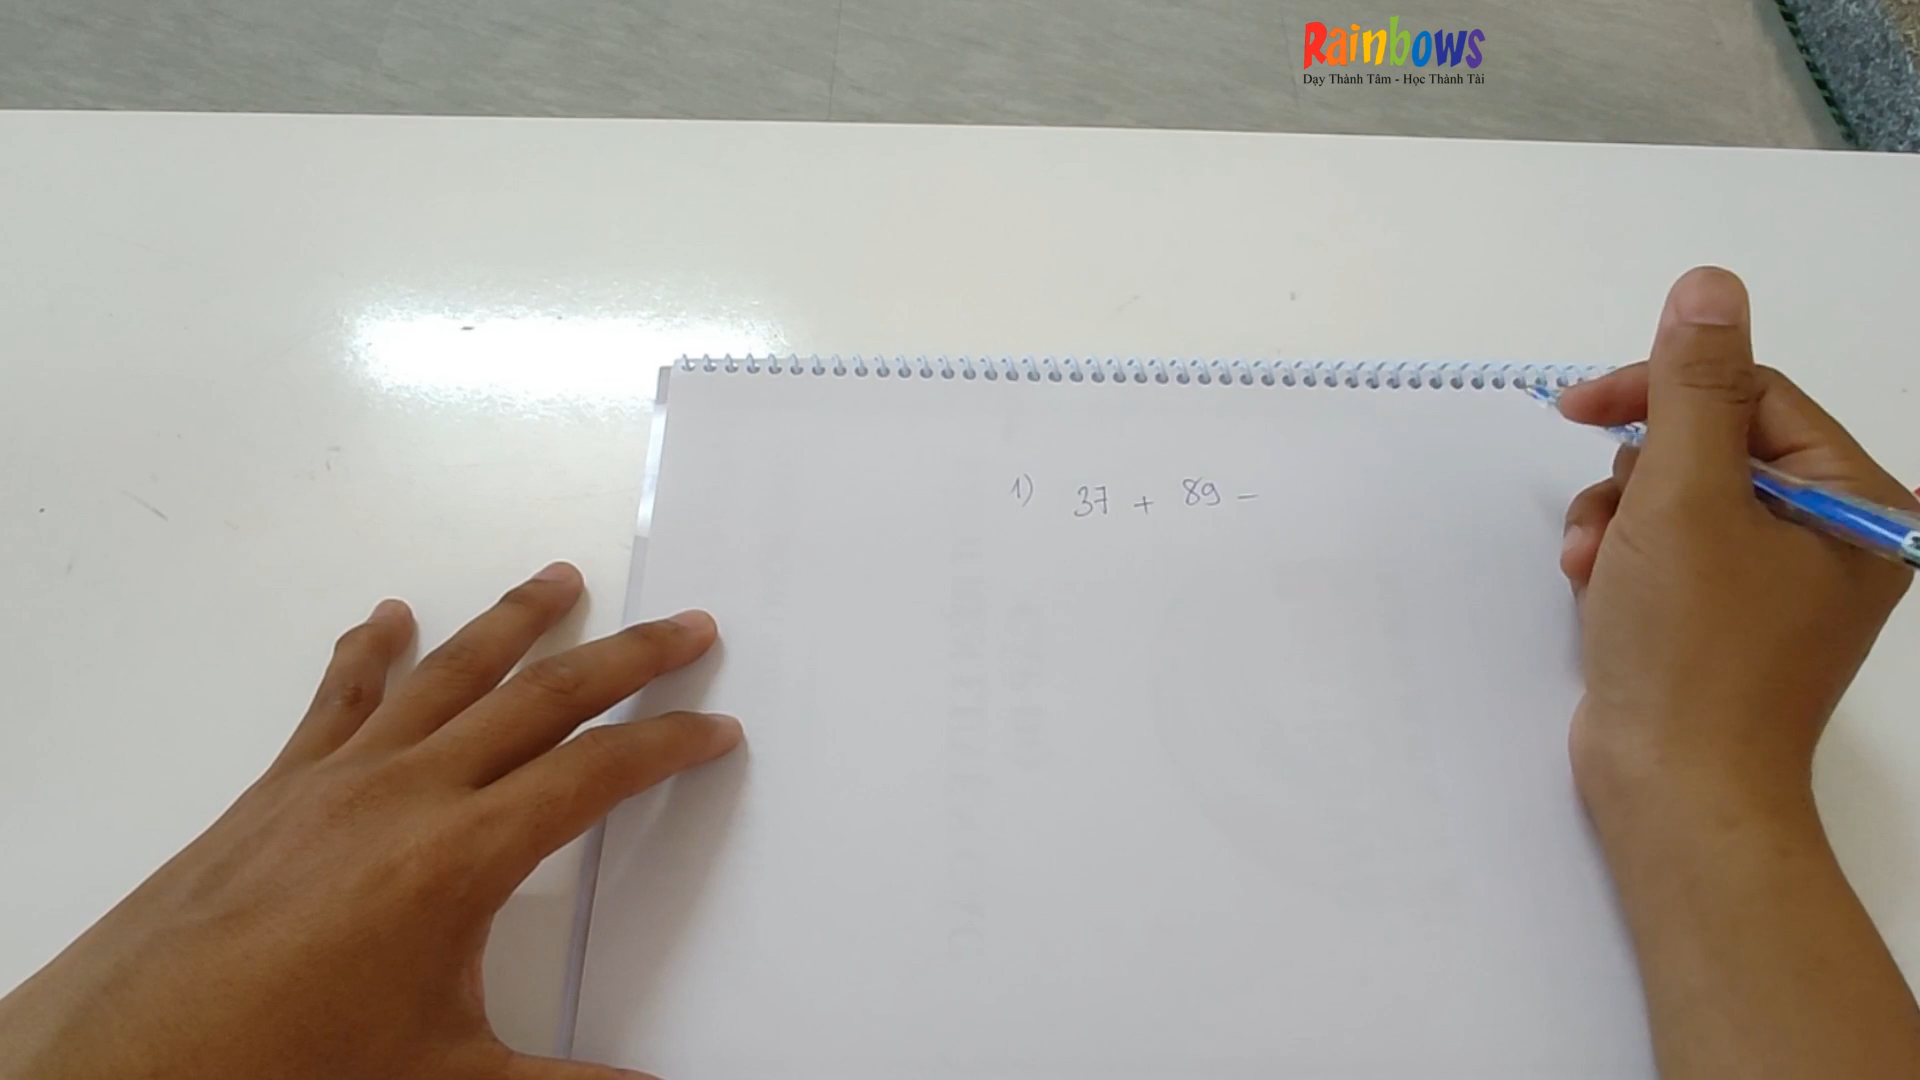 Rainbows
Dạy Thành Tâm - Học Thành Tài
1) 37 + 89 -